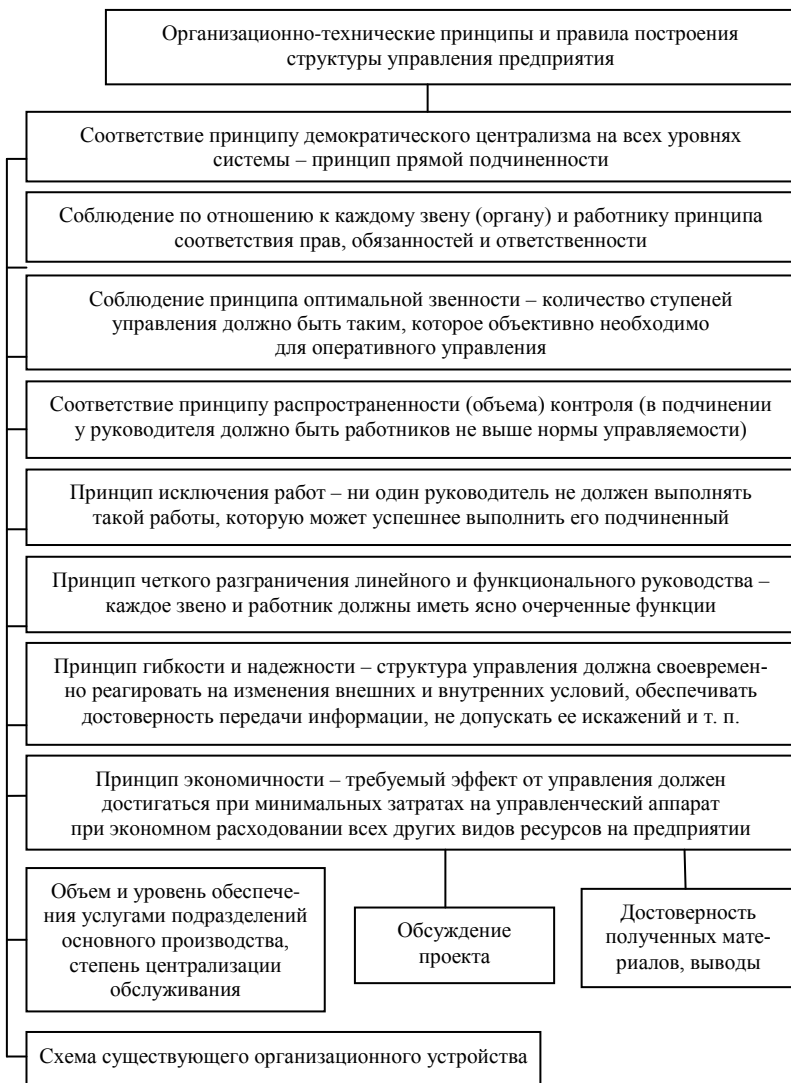 Организационно-технические принципы и правила построения
структуры управления предприятия
Соответствие принципу демократического централизма на всех уровнях
системы – принцип прямой подчиненности
Соблюдение по отношению к каждому звену (органу) и работнику принципа
соответствия прав, обязанностей и ответственности
Соблюдение принципа оптимальной звенности – количество ступеней
управления должно быть таким, которое объективно необходимо
для оперативного управления
Соответствие принципу распространенности (объема) контроля (в подчинении
у руководителя должно быть работников не выше нормы управляемости)
Принцип исключения работ – ни один руководитель не должен выполнять
такой работы, которую может успешнее выполнить его подчиненный
Принцип четкого разграничения линейного и функционального руководства –
каждое звено и работник должны иметь ясно очерченные функции
Принцип гибкости и надежности – структура управления должна своевремен-
но реагировать на изменения внешних и внутренних условий, обеспечивать
достоверность передачи информации, не допускать ее искажений и т. п.
Принцип экономичности – требуемый эффект от управления должен
достигаться при минимальных затратах на управленческий аппарат
при экономном расходовании всех других видов ресурсов на предприятии
Объем и уровень обеспече-
ния услугами подразделений
основного производства,
степень централизации
обслуживания
Обсуждение
проекта
Достоверность
полученных мате-
риалов, выводы
Схема существующего организационного устройства